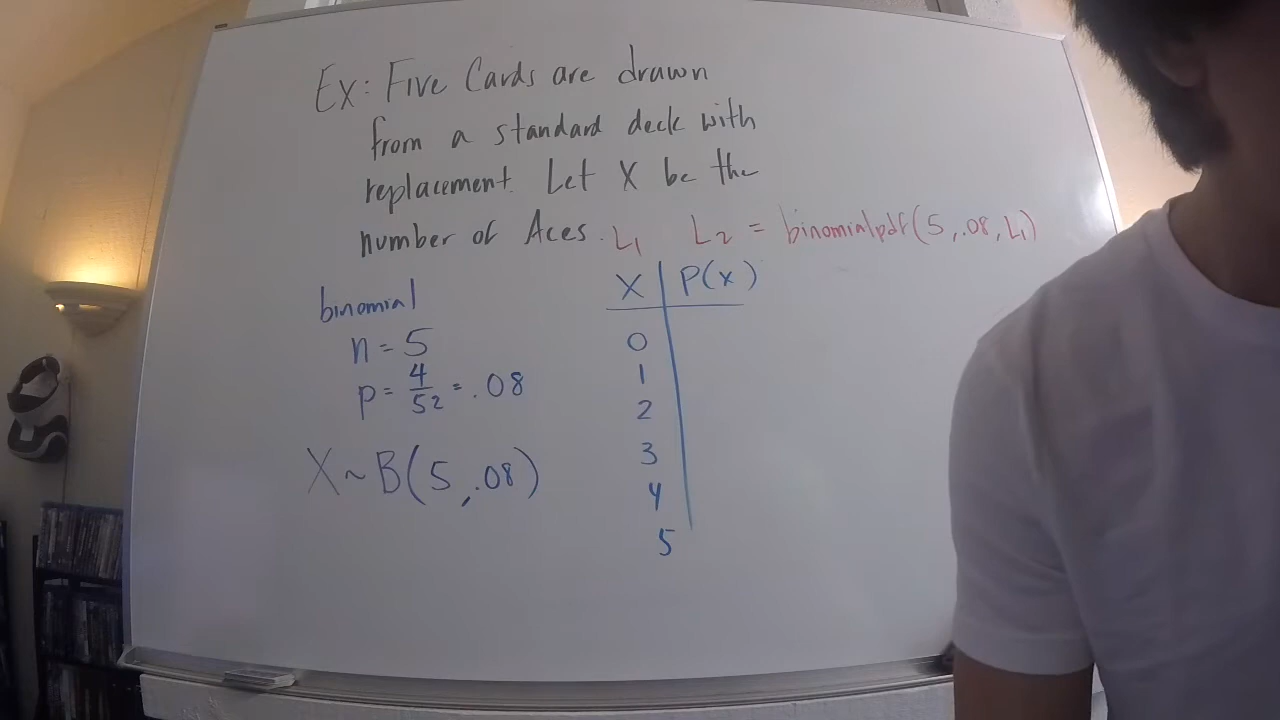 Ex: Five Cards are drawn
from a standard deck with
replacement. Let X be the
number of Aces.
L1 L2 = binomialpdf(5, .08, L1)
binomial
n = 5
p = 4/52 = .08
X ~ B(5, .08)
X P(x)
0
1
2
3
4
5